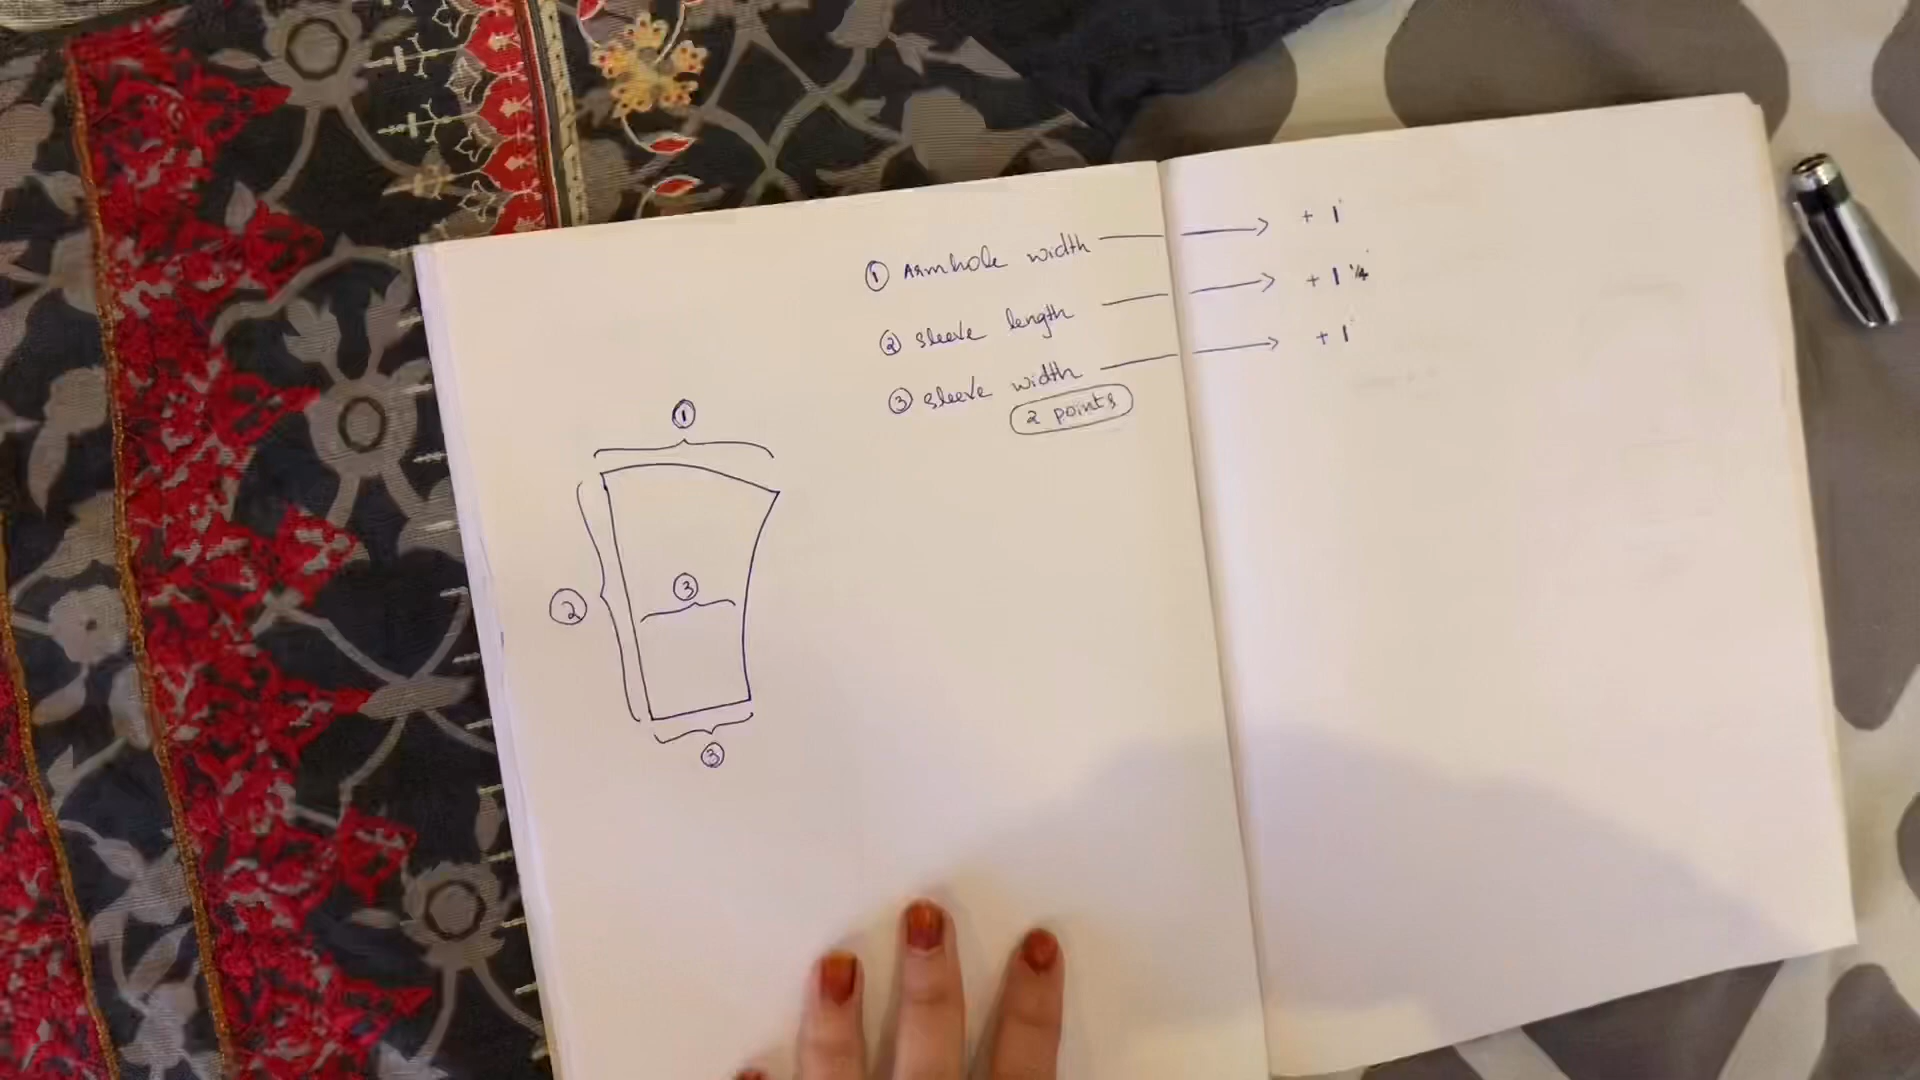 ① Armhole width → + 1"
② sleeve length → + 1 1/4"
③ sleeve width → + 1"
2 points
①
②
③
③